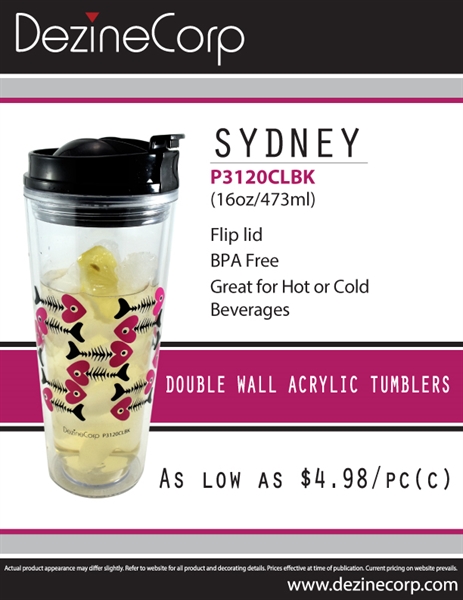 DezineCorp
SYDNEY
P3120CLBK
(16oz/473ml)
Flip lid
BPA Free
Great for Hot or Cold
Beverages
DOUBLE WALL ACRYLIC TUMBLERS
DezineCorp P3120CLBK
As low as $4.98/pc(c)
Actual product appearance may differ slightly. Refer to website for all product and decorating details. Prices effective at time of publication. Current pricing on website prevails.
www.dezinecorp.com